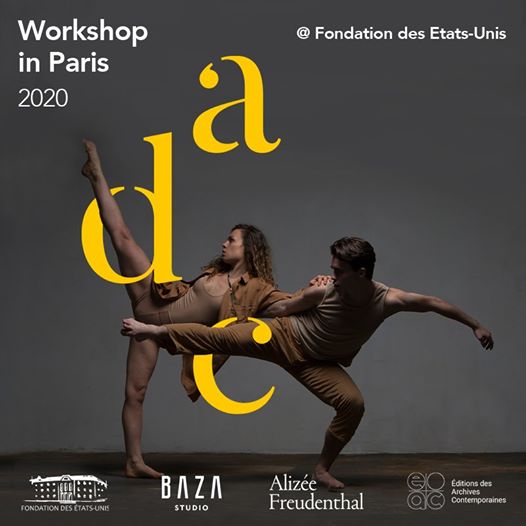 Workshop
in Paris
2020
@ Fondation des Etats-Unis
a
d
c
FONDATION DES ÉTATS-UNIS
BAZA
STUDIO
Alizée
Freudenthal
eac
Éditions des
Archives
Contemporaines